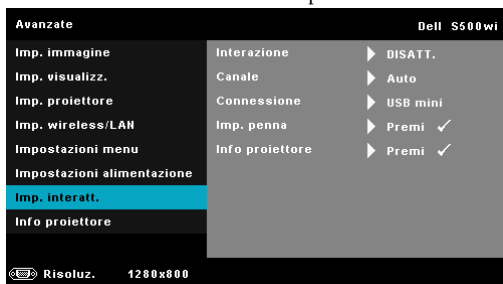 Avanzate Dell S500wi
Imp. immagine Interazione DISATT.
Imp. visualizz. Canale Auto
Imp. proiettore Connessione USB mini
Imp. wireless/LAN Imp. penna Premi
Impostazioni menu Info proiettore Premi
Impostazioni alimentazione
Imp. interatt.
Info proiettore
Risoluz. 1280x800